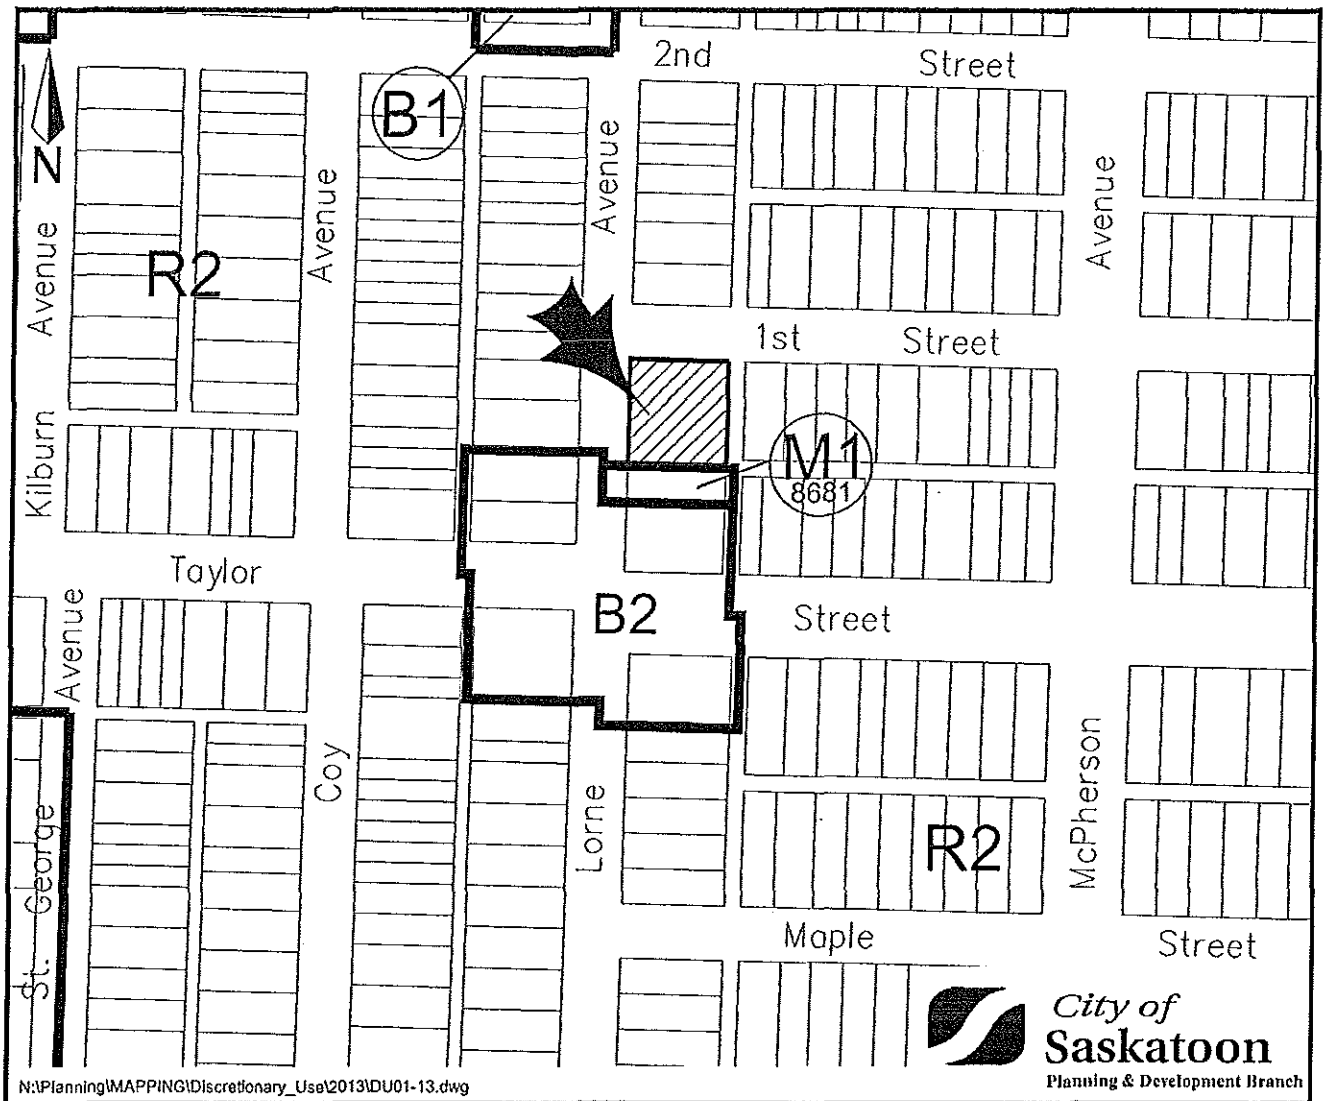 2nd Street
B1
N
Avenue
Avenue
Avenue
Avenue
R2
1st Street
Kilburn
M1
8681
Taylor
Street
B2
Avenue
Coy
Lorne
McPherson
St. George
R2
Maple Street
City of
Saskatoon
Planning & Development Branch
N:\Planning\MAPPING\Discretionary_Use\2013\DU01-13.dwg